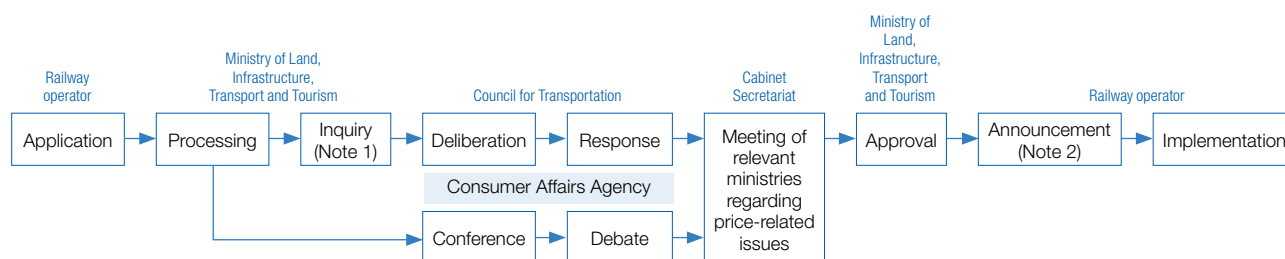 Railway
operator
Application
Ministry of Land,
Infrastructure,
Transport and Tourism
Processing
Inquiry
(Note 1)
Council for Transportation
Deliberation
Response
Consumer Affairs Agency
Conference
Debate
Cabinet
Secretariat
Meeting of
relevant
ministries
regarding
price-related
issues
Ministry of
Land,
Infrastructure,
Transport
and Tourism
Approval
Railway operator
Announcement
(Note 2)
Implementation